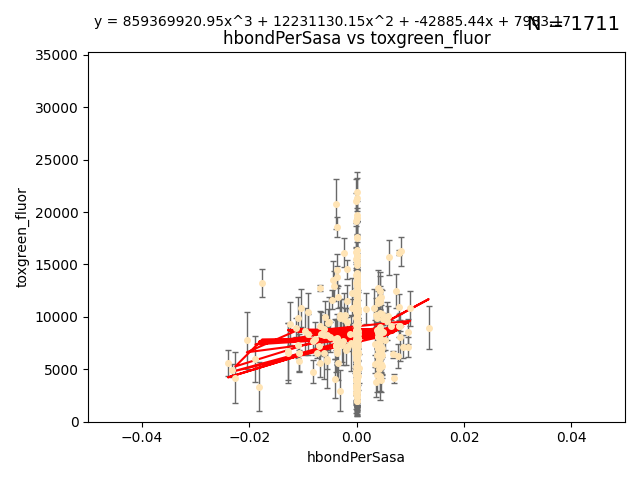 y = 859369920.95x^3 + 12231130.15x^2 + -42885.44x + 
N = 1711
hbondPerSasa vs toxgreen_fluor
35000
30000
25000
20000
15000
10000
5000
0
toxgreen_fluor
−0.04 −0.02 0.00 0.02 0.04
hbondPerSasa